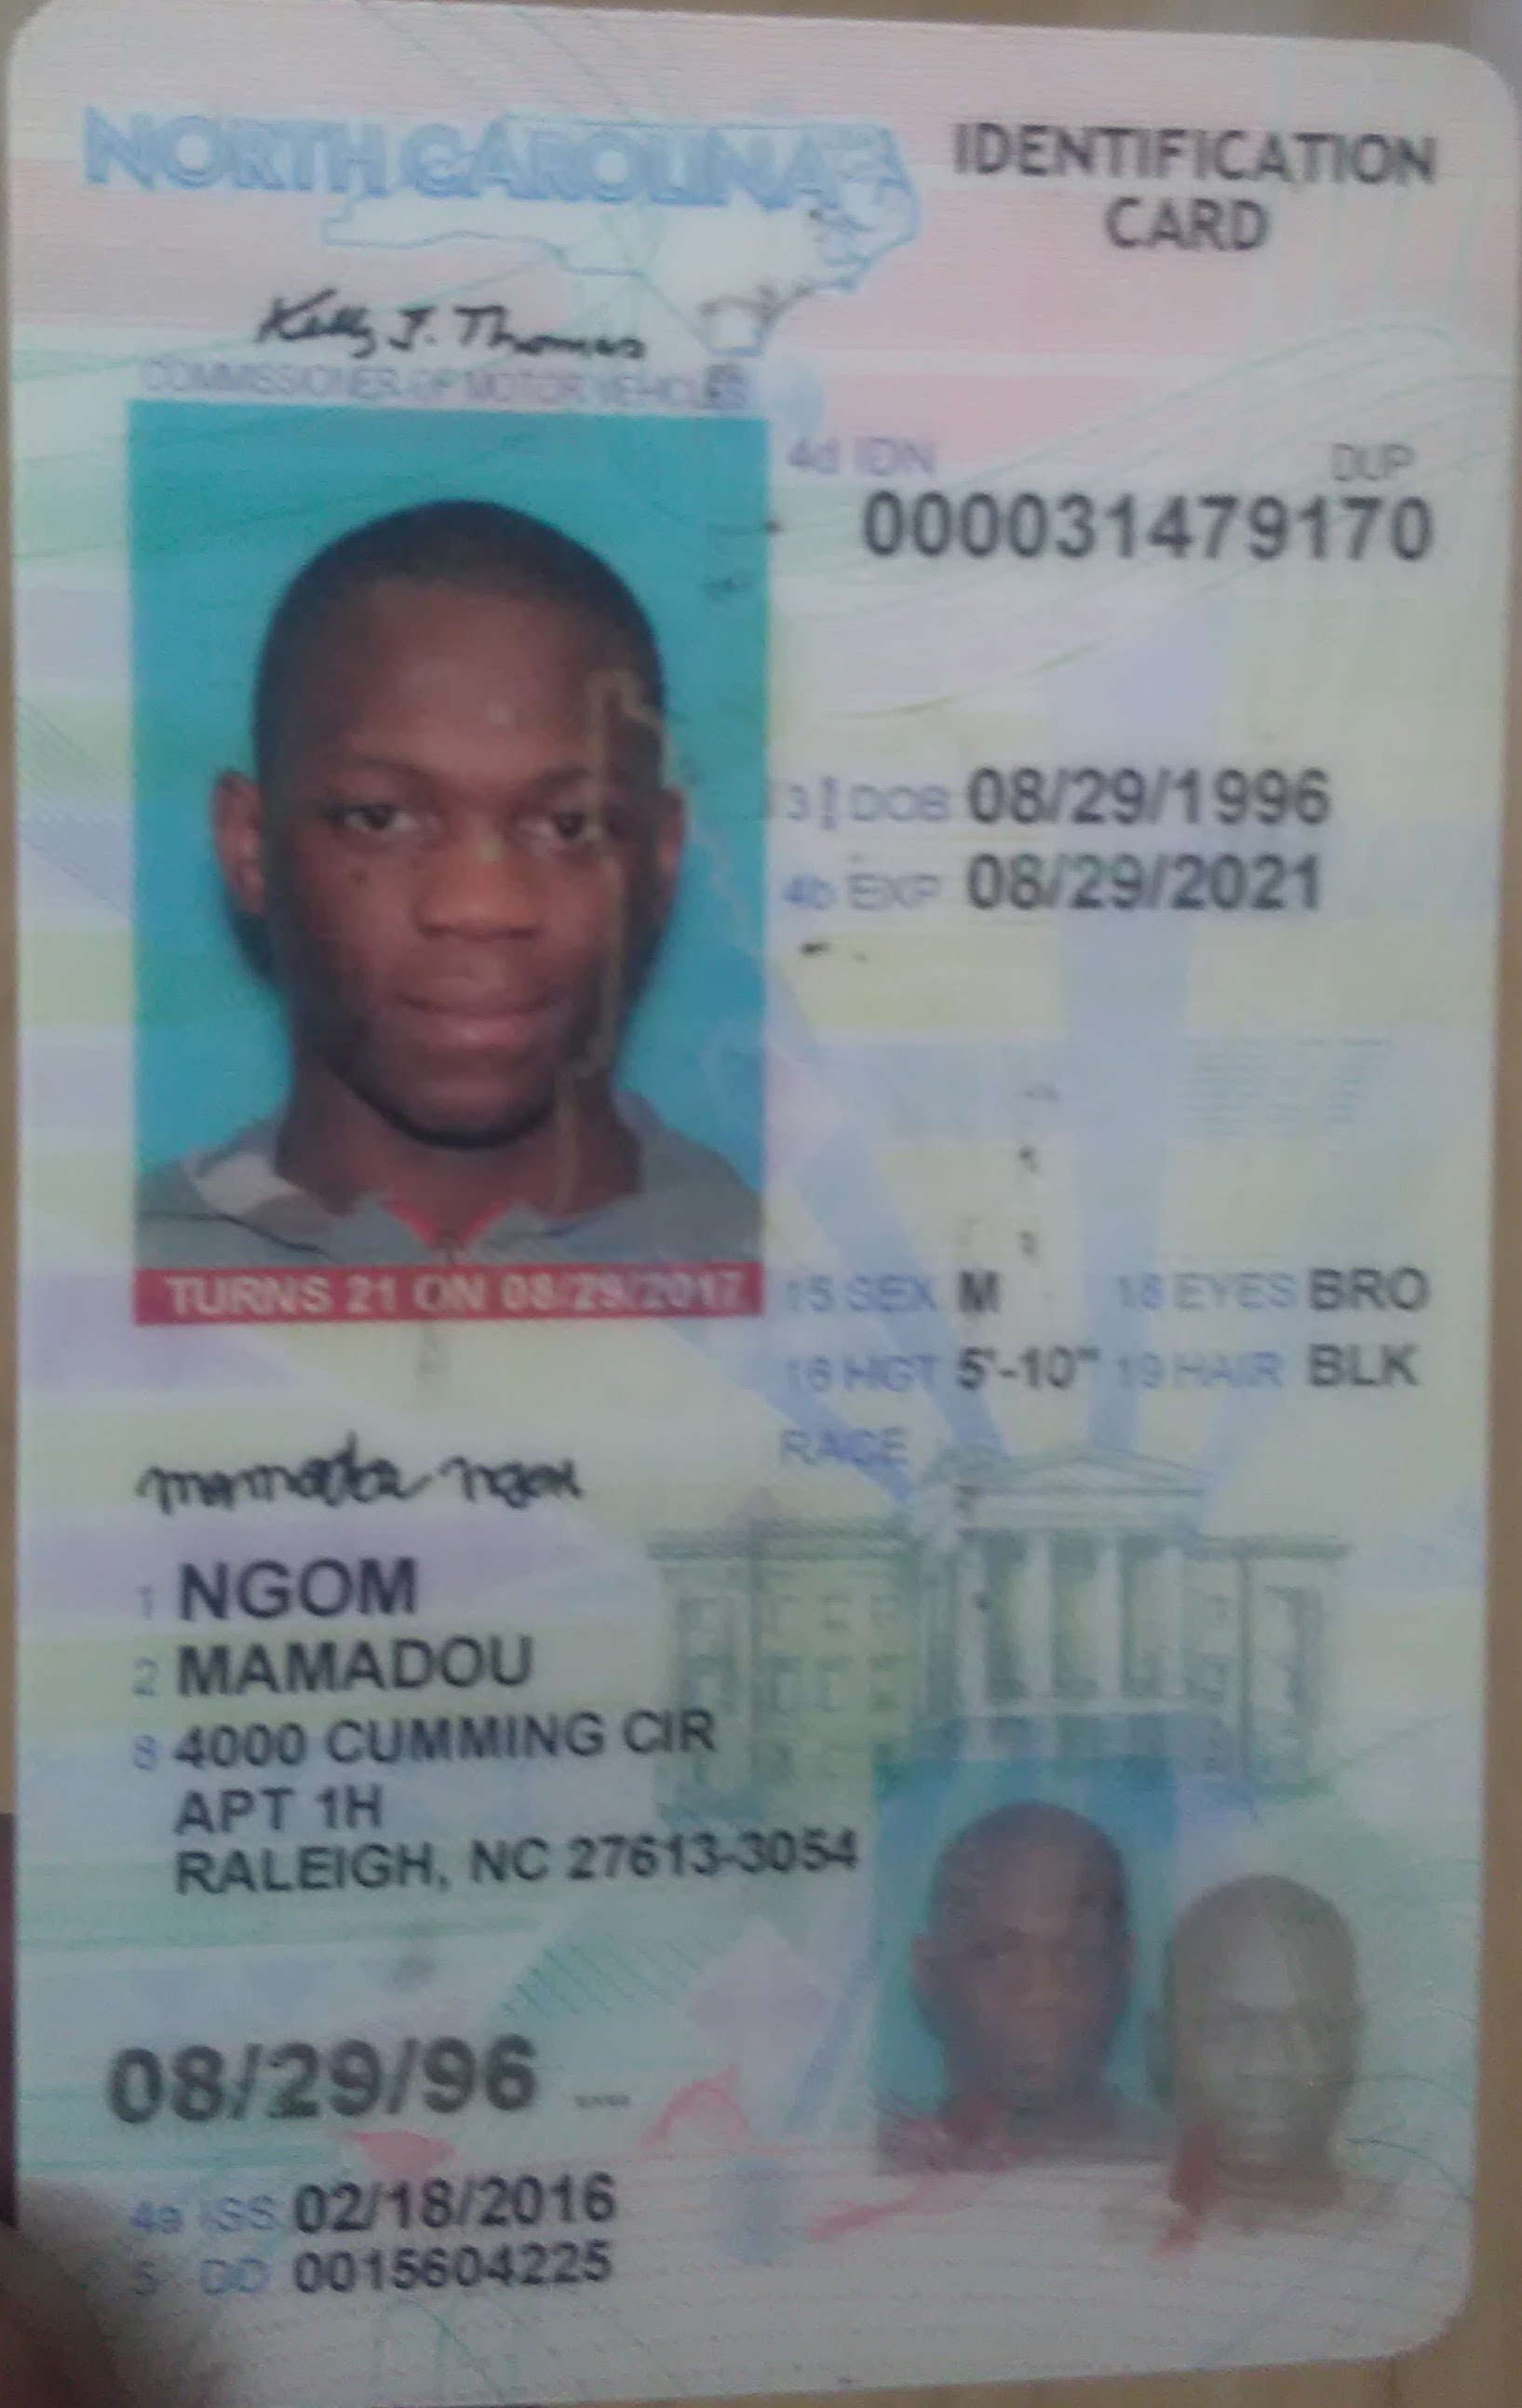 NORTH CAROLINA
IDENTIFICATION
CARD
Kelly J. Thomas
COMMISSIONER OF MOTOR VEHICLES
4d IDN
DUP
000031479170
3 DOB 08/29/1996
4b EXP 08/29/2021
TURNS 21 ON 08/29/2017
15 SEX M 18 EYES BRO
16 HGT 5'-10" 19 HAIR BLK
RACE
mamadou ngom
1 NGOM
2 MAMADOU
8 4000 CUMMING CIR
APT 1H
RALEIGH, NC 27613-3054
08/29/96
4a ISS 02/18/2016
5 DD 0015604225